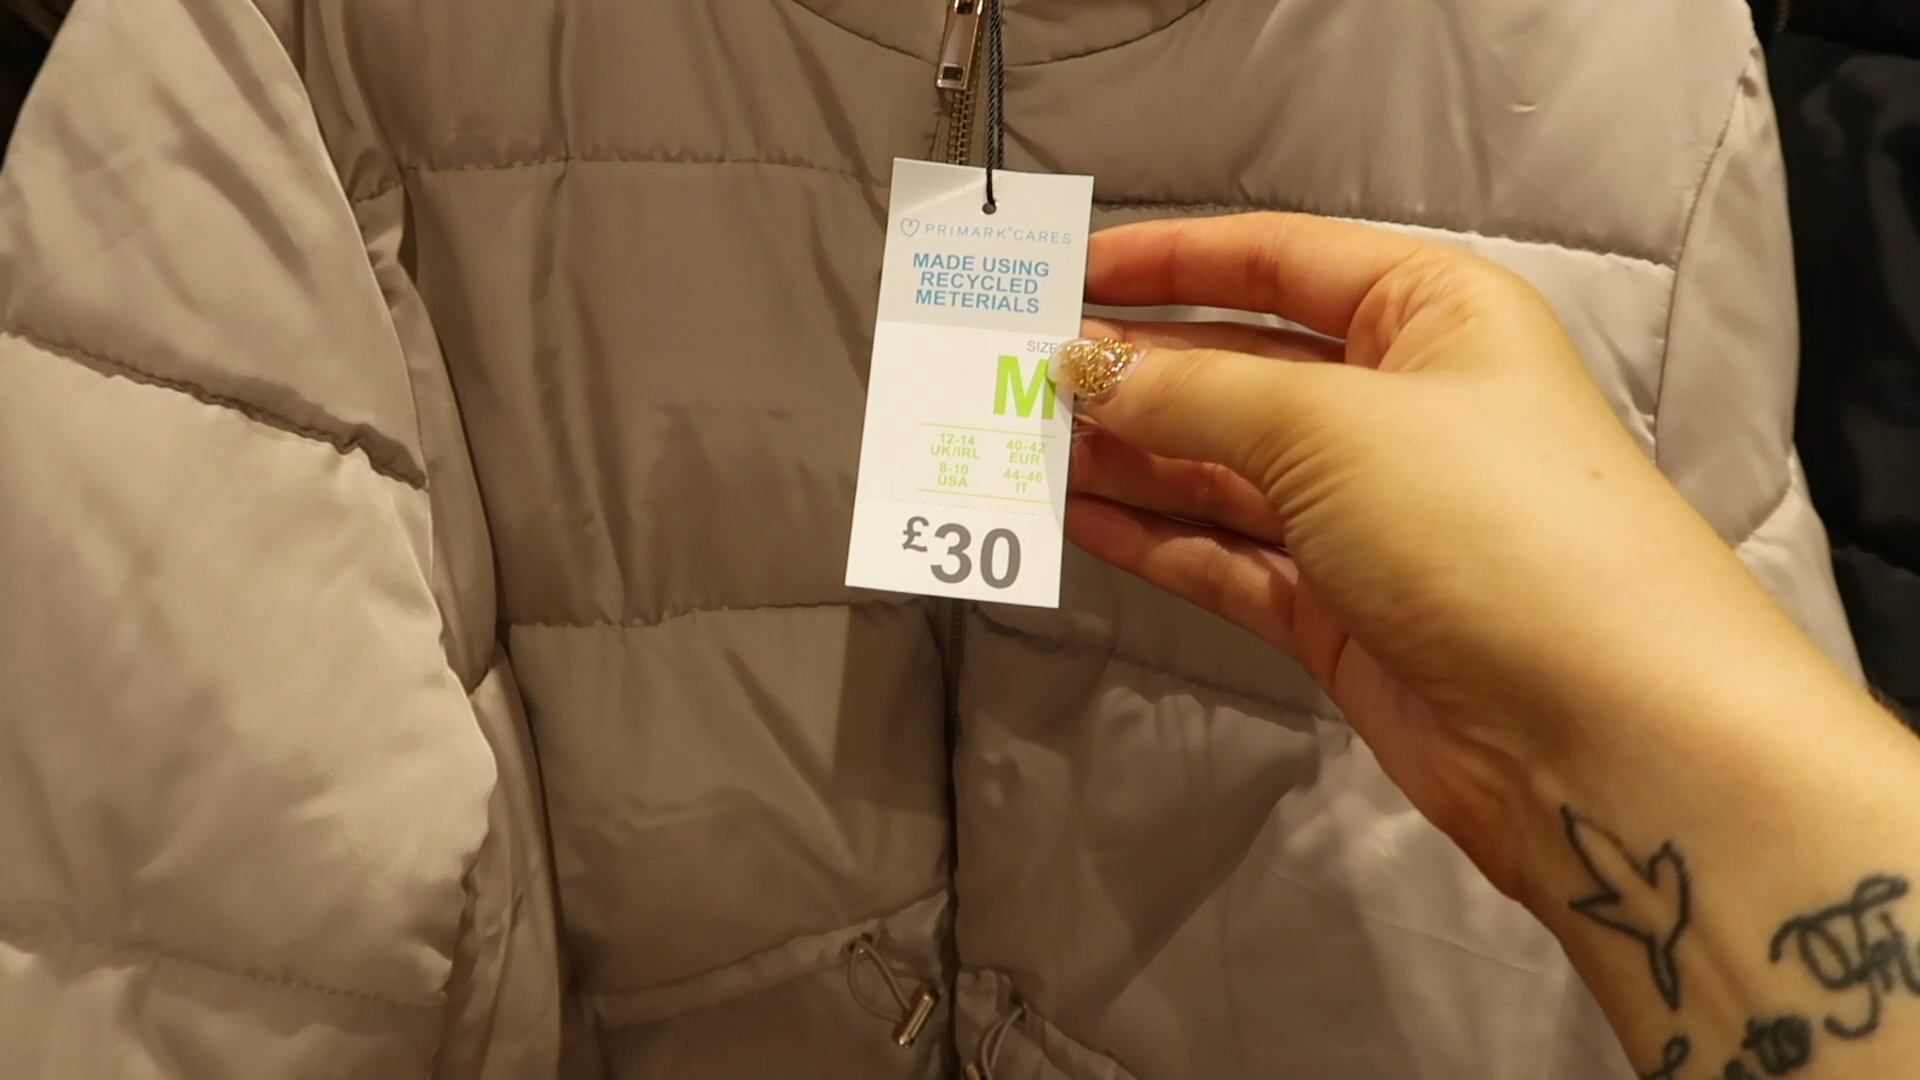 PRIMARK®CARES
MADE USING
RECYCLED
METERIALS
SIZE
M
12-14 40-42
UK/IRL EUR
8-10 44-46
USA IT
£30
to